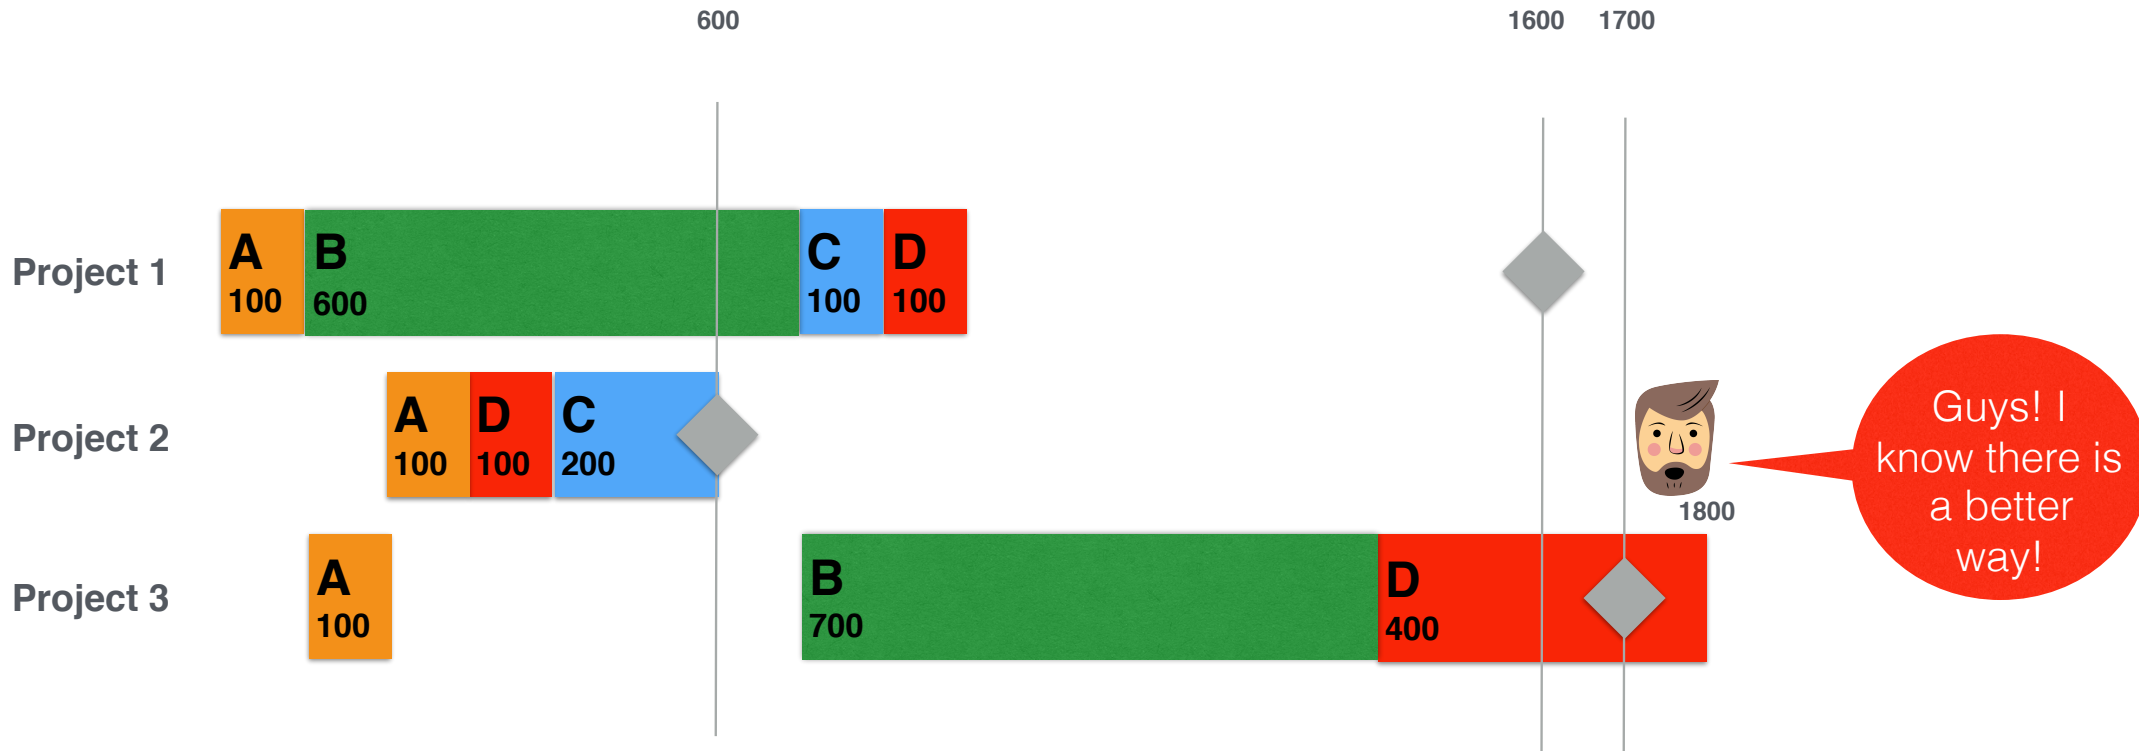 600
1600
1700
Project 1
A
100
B
600
C
100
D
100
Project 2
A
100
D
100
C
200
Guys! I
know there is
a better
way!
1800
Project 3
A
100
B
700
D
400